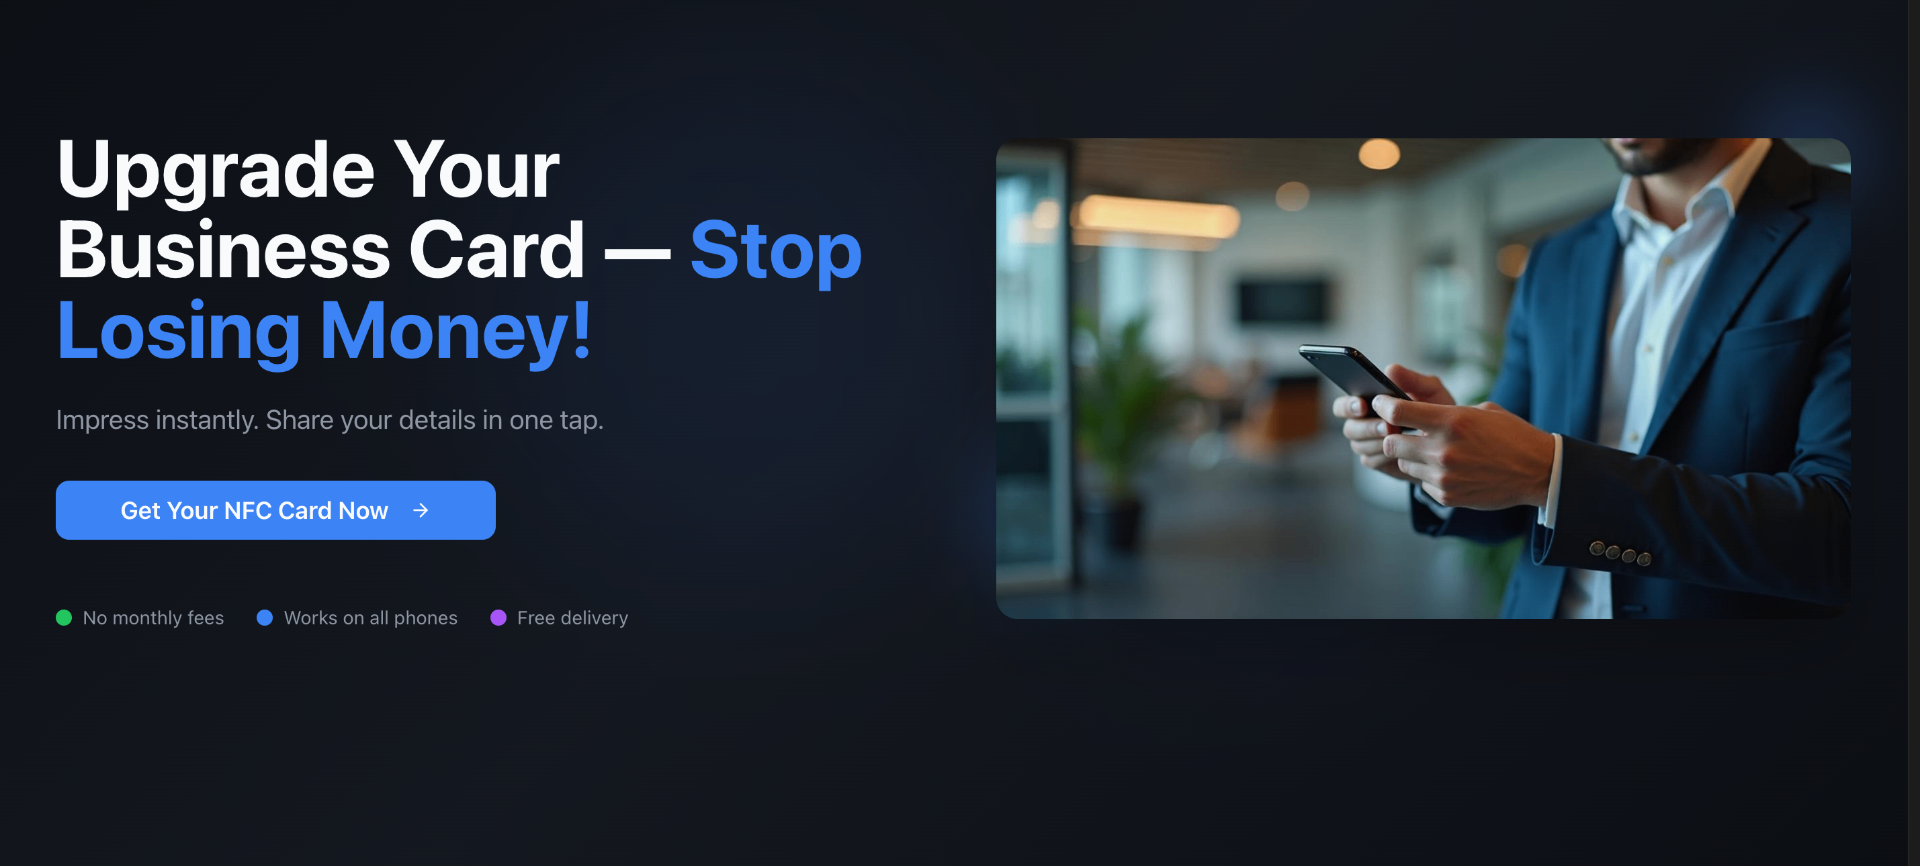 Upgrade Your
Business Card — Stop
Losing Money!
Impress instantly. Share your details in one tap.
Get Your NFC Card Now →
No monthly fees
Works on all phones
Free delivery